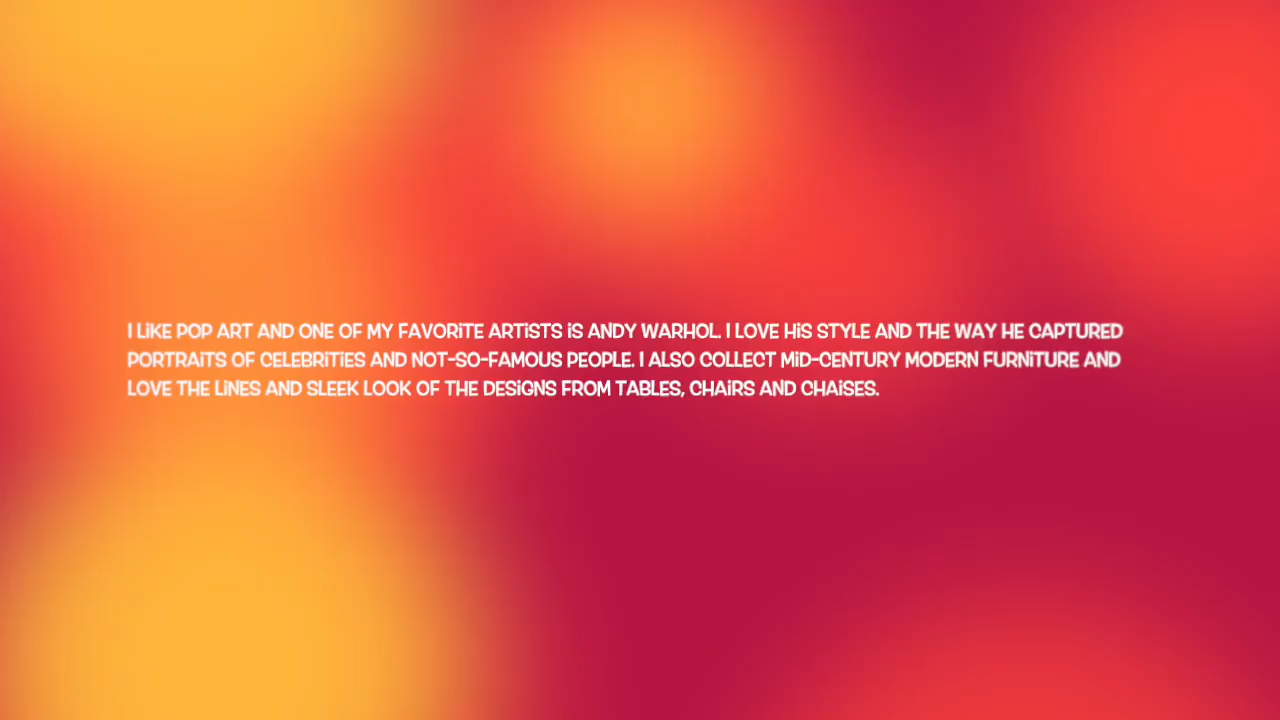 I LiKE POP ART AND ONE OF MY FAVORiTE ARTiSTS iS ANDY WARHOL. I LOVE HiS STYLE AND THE WAY HE CAPTURED
PORTRAiTS OF CELEBRiTiES AND NOT-SO-FAMOUS PEOPLE. I ALSO COLLECT MiD-CENTURY MODERN FURNiTURE AND
LOVE THE LiNES AND SLEEK LOOK OF THE DESiGNS FROM TABLES, CHAiRS AND CHAiSES.